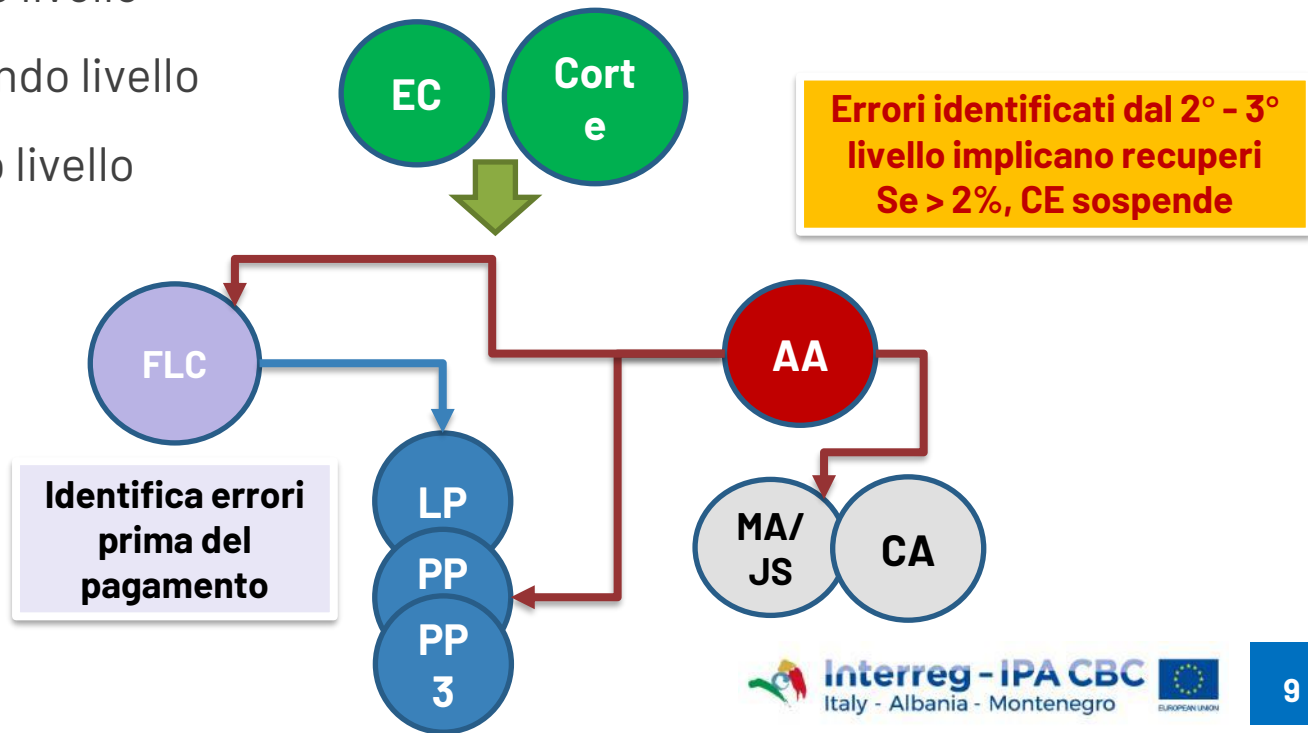 livello
ndo livello
livello
EC
Cort
e
Errori identificati dal 2° - 3°
livello implicano recuperi
Se > 2%, CE sospende
FLC
AA
Identifica errori
prima del
pagamento
LP
PP
PP
3
MA/
JS
CA
Interreg - IPA CBC
Italy - Albania - Montenegro
EUROPEAN UNION
9